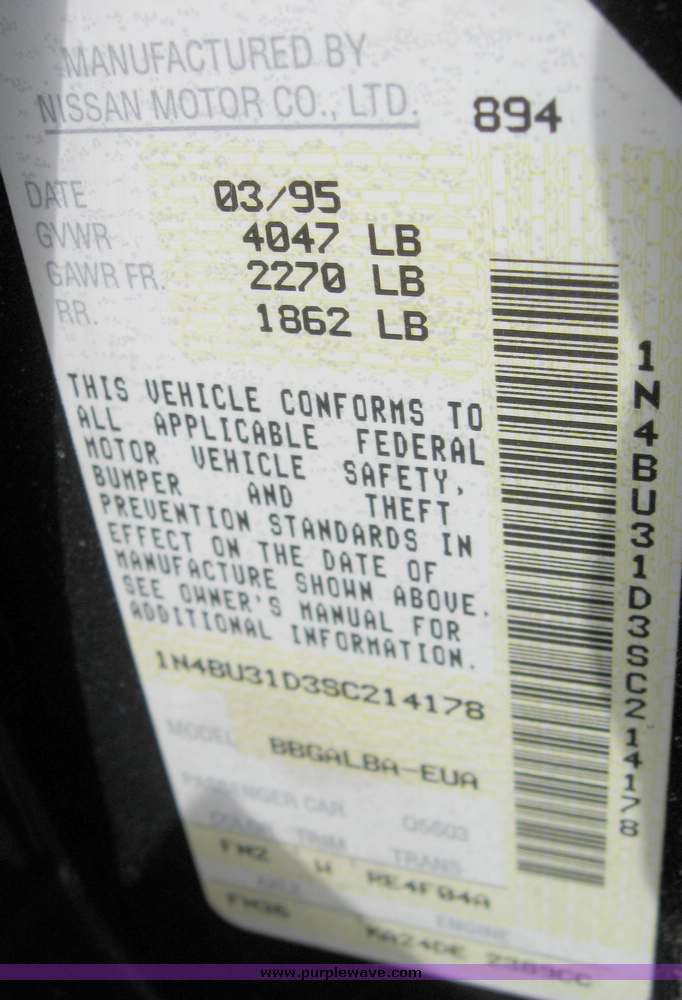 MANUFACTURED BY
NISSAN MOTOR CO., LTD.
894
DATE 03/95
GVWR 4047 LB
GAWR FR. 2270 LB
RR. 1862 LB
THIS VEHICLE CONFORMS TO
ALL APPLICABLE FEDERAL
MOTOR VEHICLE SAFETY,
BUMPER AND THEFT
PREVENTION STANDARDS IN
EFFECT ON THE DATE OF
MANUFACTURE SHOWN ABOVE.
SEE OWNER'S MANUAL FOR
ADDITIONAL INFORMATION.
1N4BU31D3SC214178
1N4BU31D3SC214178
MODEL BBGALBA-EUA
PASSENGER CAR
TRIM TRANS
W RE4F04A
ENGINE
KA24DE 2389CC
www.purplewave.com